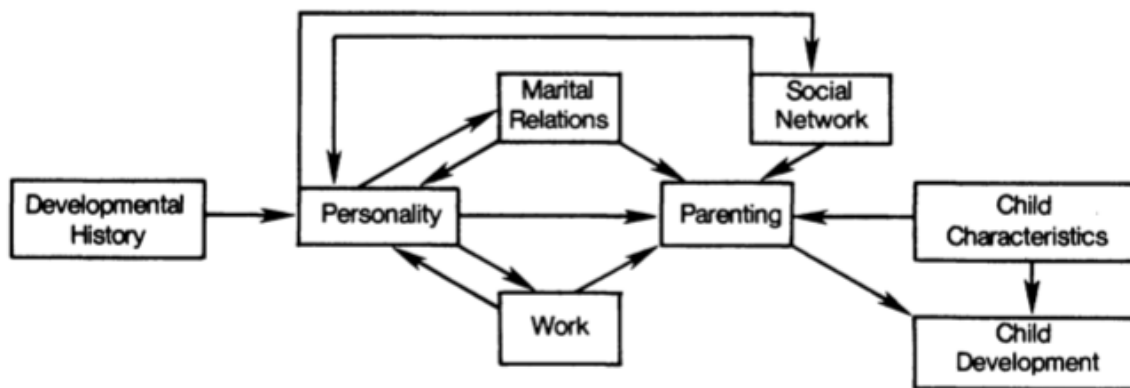 Marital
Relations
Social
Network
Developmental
History
Personality
Parenting
Child
Characteristics
Work
Child
Development